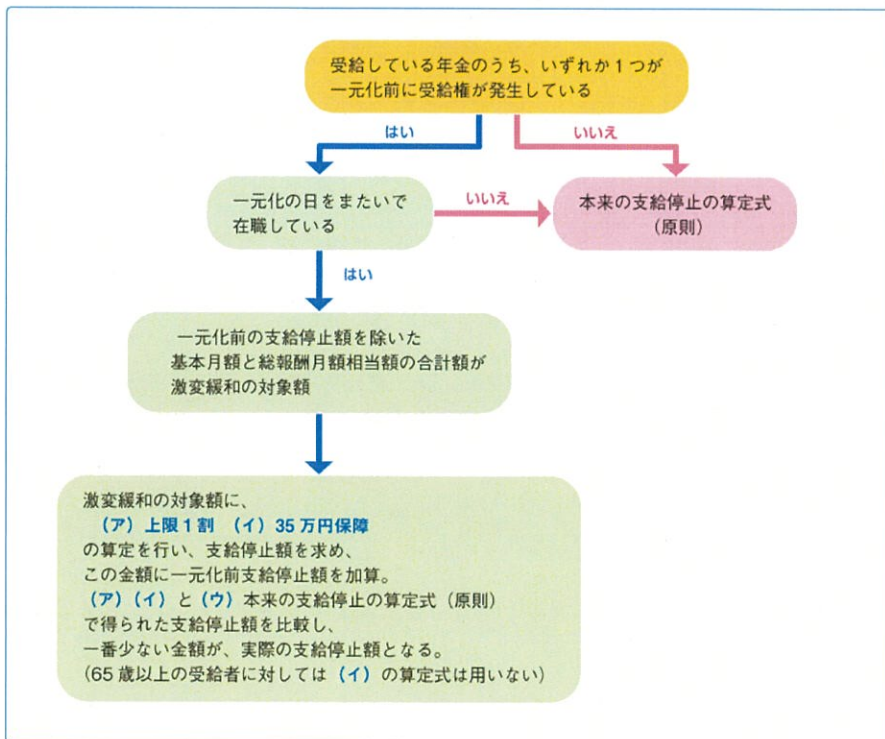 受給している年金のうち、いずれか1つが
一元化前に受給権が発生している
はい
いいえ
一元化の日をまたいで
在職している
いいえ
本来の支給停止の算定式
(原則)
はい
一元化前の支給停止額を除いた
基本月額と総報酬月額相当額の合計額が
激変緩和の対象額
激変緩和の対象額に、
(ア)上限1割 (イ)35万円保障
の算定を行い、支給停止額を求め、
この金額に一元化前支給停止額を加算。
(ア)(イ)と(ウ)本来の支給停止の算定式(原則)
で得られた支給停止額を比較し、
一番少ない金額が、実際の支給停止額となる。
(65歳以上の受給者に対しては(イ)の算定式は用いない)